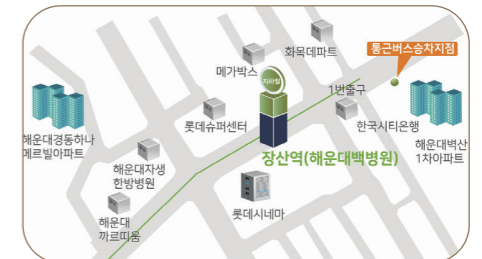 화목데파트
통근버스승차지점
메가박스
지하철
1번출구
롯데슈퍼센터
한국시티은행
해운대경동하나
메르빌아파트
해운대벽산
1차아파트
장산역(해운대백병원)
해운대자생
한방병원
롯데시네마
해운대
까르띠움